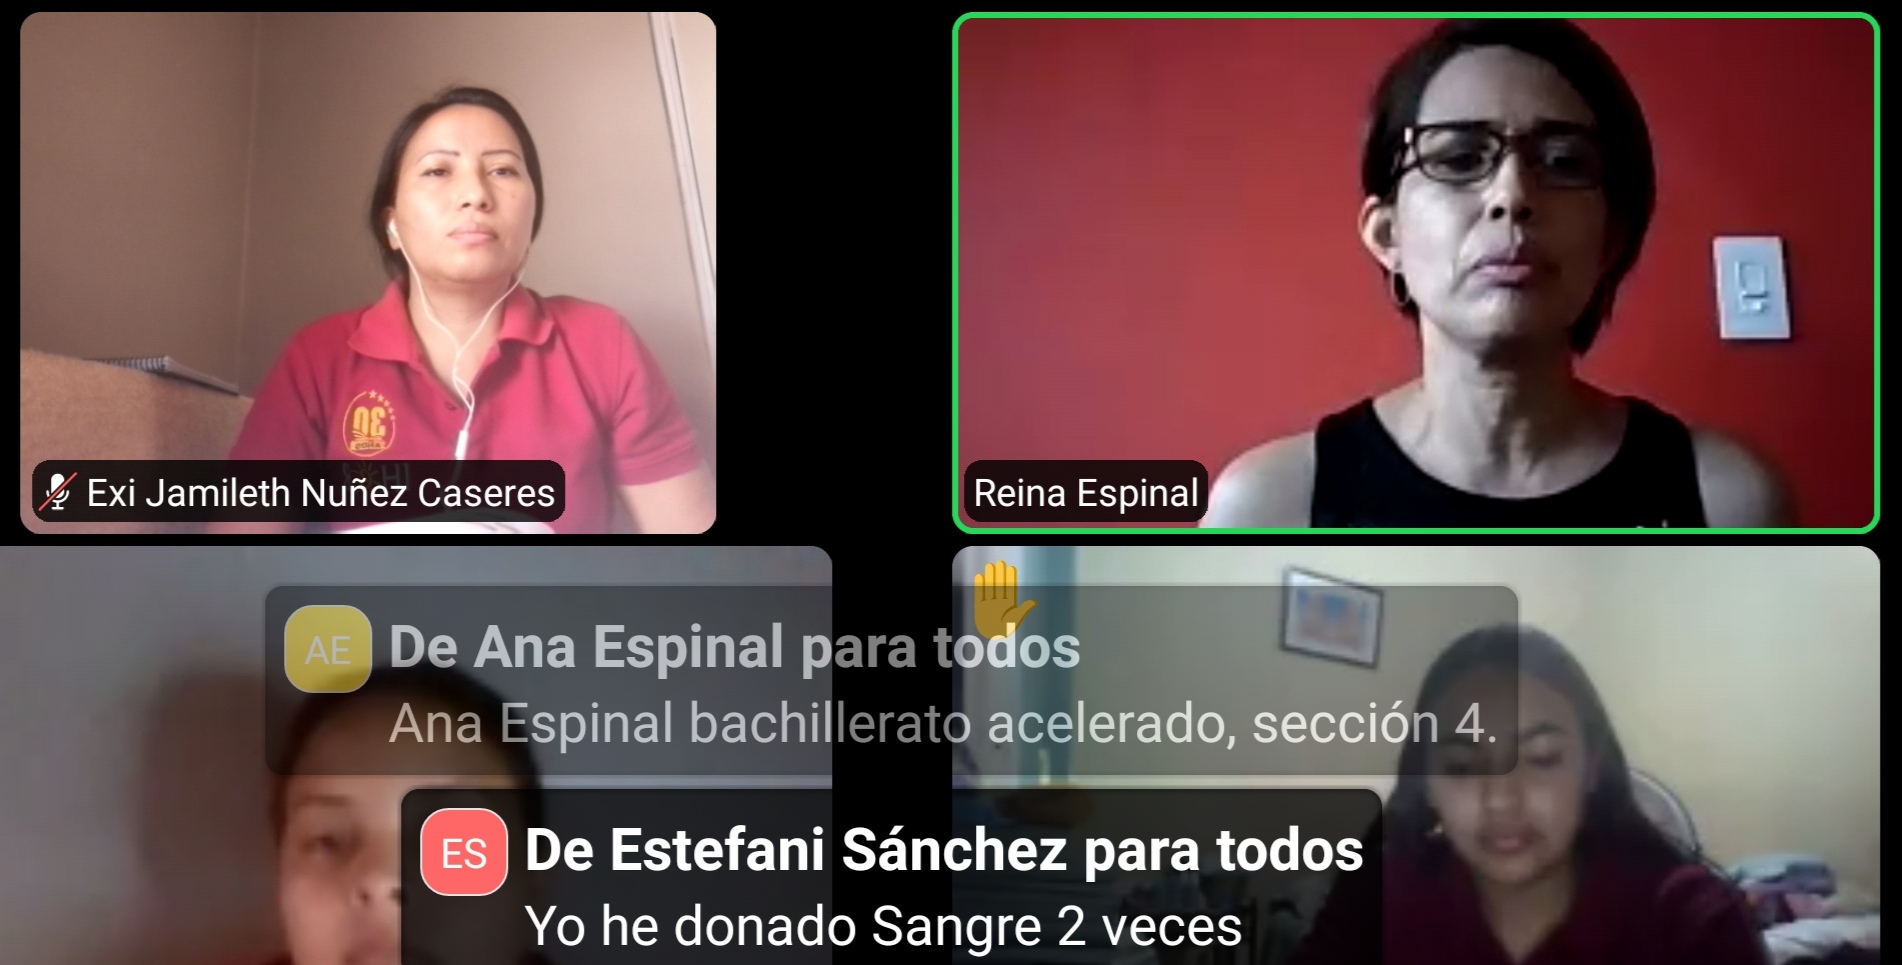 Exi Jamileth Nuñez Caseres
Reina Espinal
AE
De Ana Espinal para todos
Ana Espinal bachillerato acelerado, sección 4.
ES
De Estefani Sánchez para todos
Yo he donado Sangre 2 veces